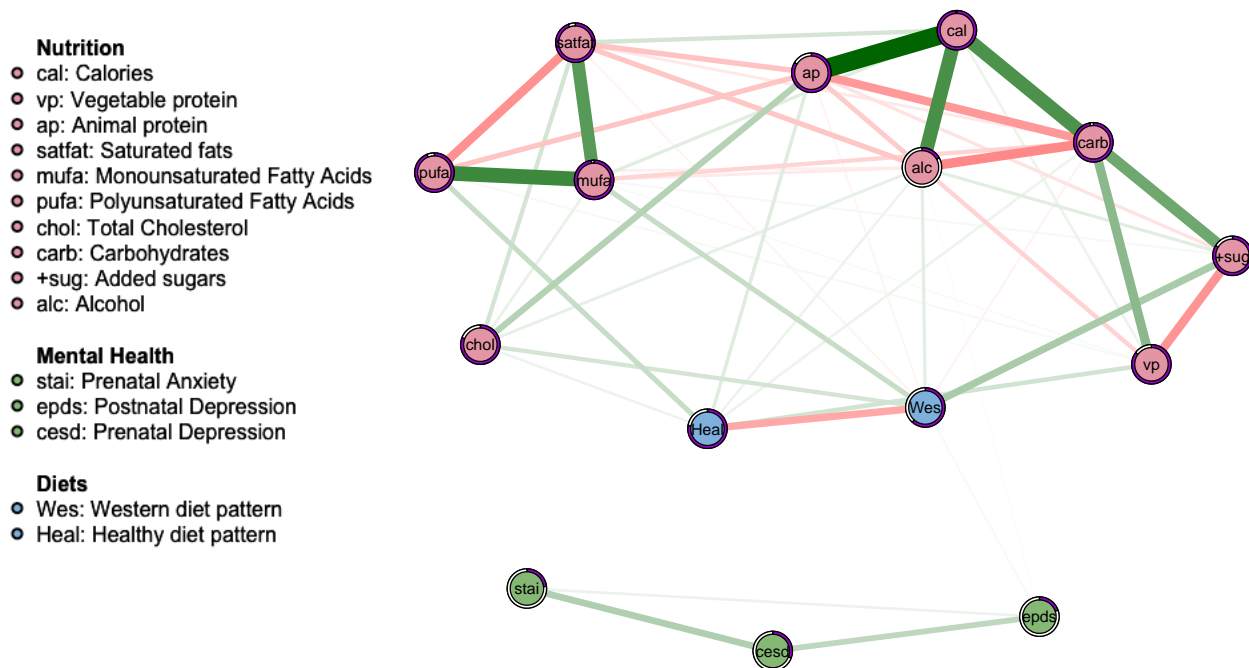 Nutrition
cal: Calories
vp: Vegetable protein
ap: Animal protein
satfat: Saturated fats
mufa: Monounsaturated Fatty Acids
pufa: Polyunsaturated Fatty Acids
chol: Total Cholesterol
carb: Carbohydrates
+sug: Added sugars
alc: Alcohol
Mental Health
stai: Prenatal Anxiety
epds: Postnatal Depression
cesd: Prenatal Depression
Diets
Wes: Western diet pattern
Heal: Healthy diet pattern
cal
satfat
ap
carb
alc
pufa
mufa
+sug
chol
vp
Wes
Heal
stai
epds
cesd